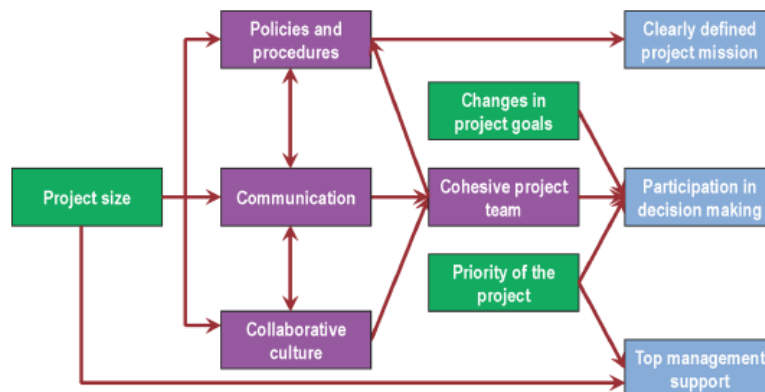 Policies and
procedures
Clearly defined
project mission
Changes in
project goals
Project size
Communication
Cohesive project
team
Participation in
decision making
Priority of the
project
Collaborative
culture
Top management
support